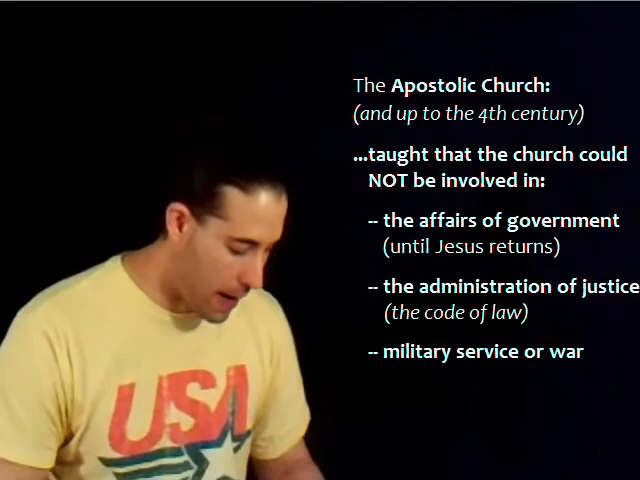 The Apostolic Church:
(and up to the 4th century)
...taught that the church could
NOT be involved in:
-- the affairs of government
(until Jesus returns)
-- the administration of justice
(the code of law)
-- military service or war
USA